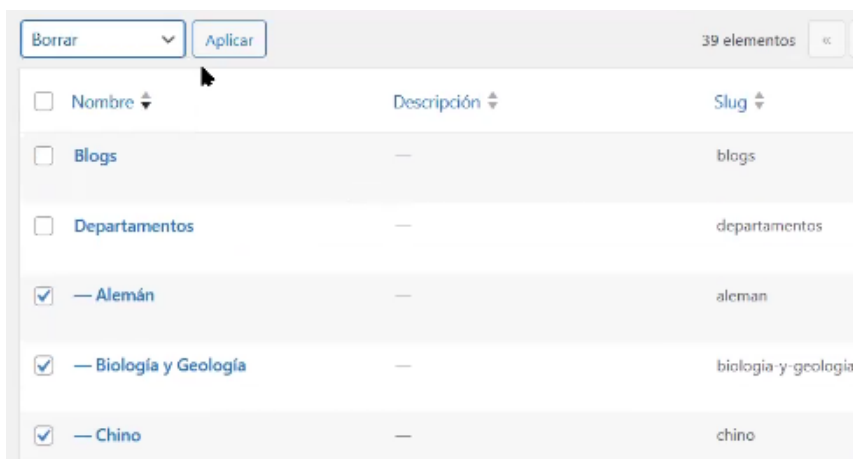 Borrar Aplicar 39 elementos «
Nombre Descripción Slug
Blogs — blogs
Departamentos — departamentos
— Alemán — aleman
— Biología y Geología — biologia-y-geologia
— Chino — chino